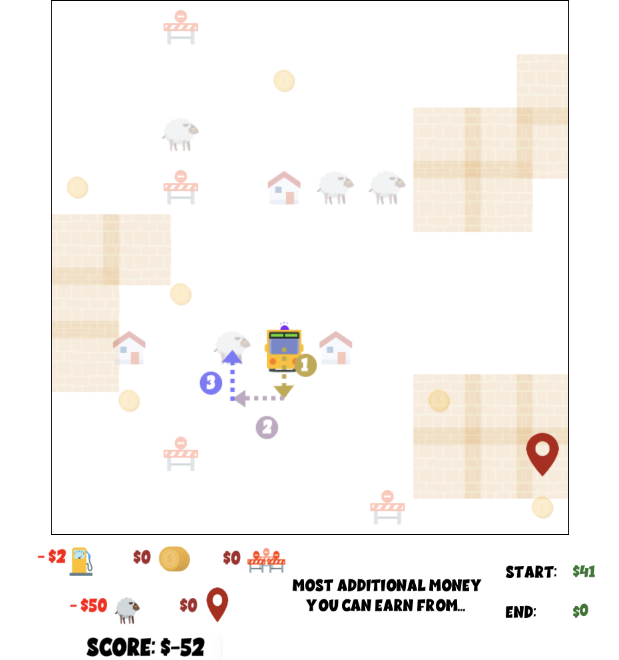 1
2
3
- $2 $0 $0
- $50 $0
SCORE: $-52
MOST ADDITIONAL MONEY
YOU CAN EARN FROM...
START: $41
END: $0